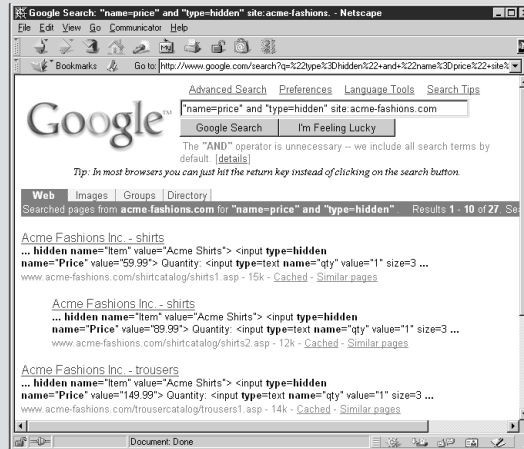 Google Search: "name=price" and "type=hidden" site:acme-fashions. - Netscape
File Edit View Go Communicator Help
Bookmarks Go to: http://www.google.com/search?q=%22type%3Dhidden%22+and+%22name%3Dprice%22+site%
Advanced Search Preferences Language Tools Search Tips
Google™
"name=price" and "type=hidden" site:acme-fashions.com
Google Search I'm Feeling Lucky
The "AND" operator is unnecessary -- we include all search terms by
default. [details]
Tip: In most browsers you can just hit the return key instead of clicking on the search button.
Web Images Groups Directory
Searched pages from acme-fashions.com for "name=price" and "type=hidden" . Results 1 - 10 of 27. Se
Acme Fashions Inc. - shirts
... hidden name="Item" value="Acme Shirts"> <input type=hidden
name="Price" value="59.99"> Quantity: <input type=text name="qty" value="1" size=3 ...
www.acme-fashions.com/shirtcatalog/shirts1.asp - 15k - Cached - Similar pages
Acme Fashions Inc. - shirts
... hidden name="Item" value="Acme Shirts"> <input type=hidden
name="Price" value="89.99"> Quantity: <input type=text name="qty" value="1" size=3 ...
www.acme-fashions.com/shirtcatalog/shirts2.asp - 12k - Cached - Similar pages
Acme Fashions Inc. - trousers
... hidden name="Item" value="Acme Shirts"> <input type=hidden
name="Price" value="149.99"> Quantity: <input type=text name="qty" value="1" size=3 ...
www.acme-fashions.com/trousercatalog/trousers1.asp - 14k - Cached - Similar pages
Document: Done